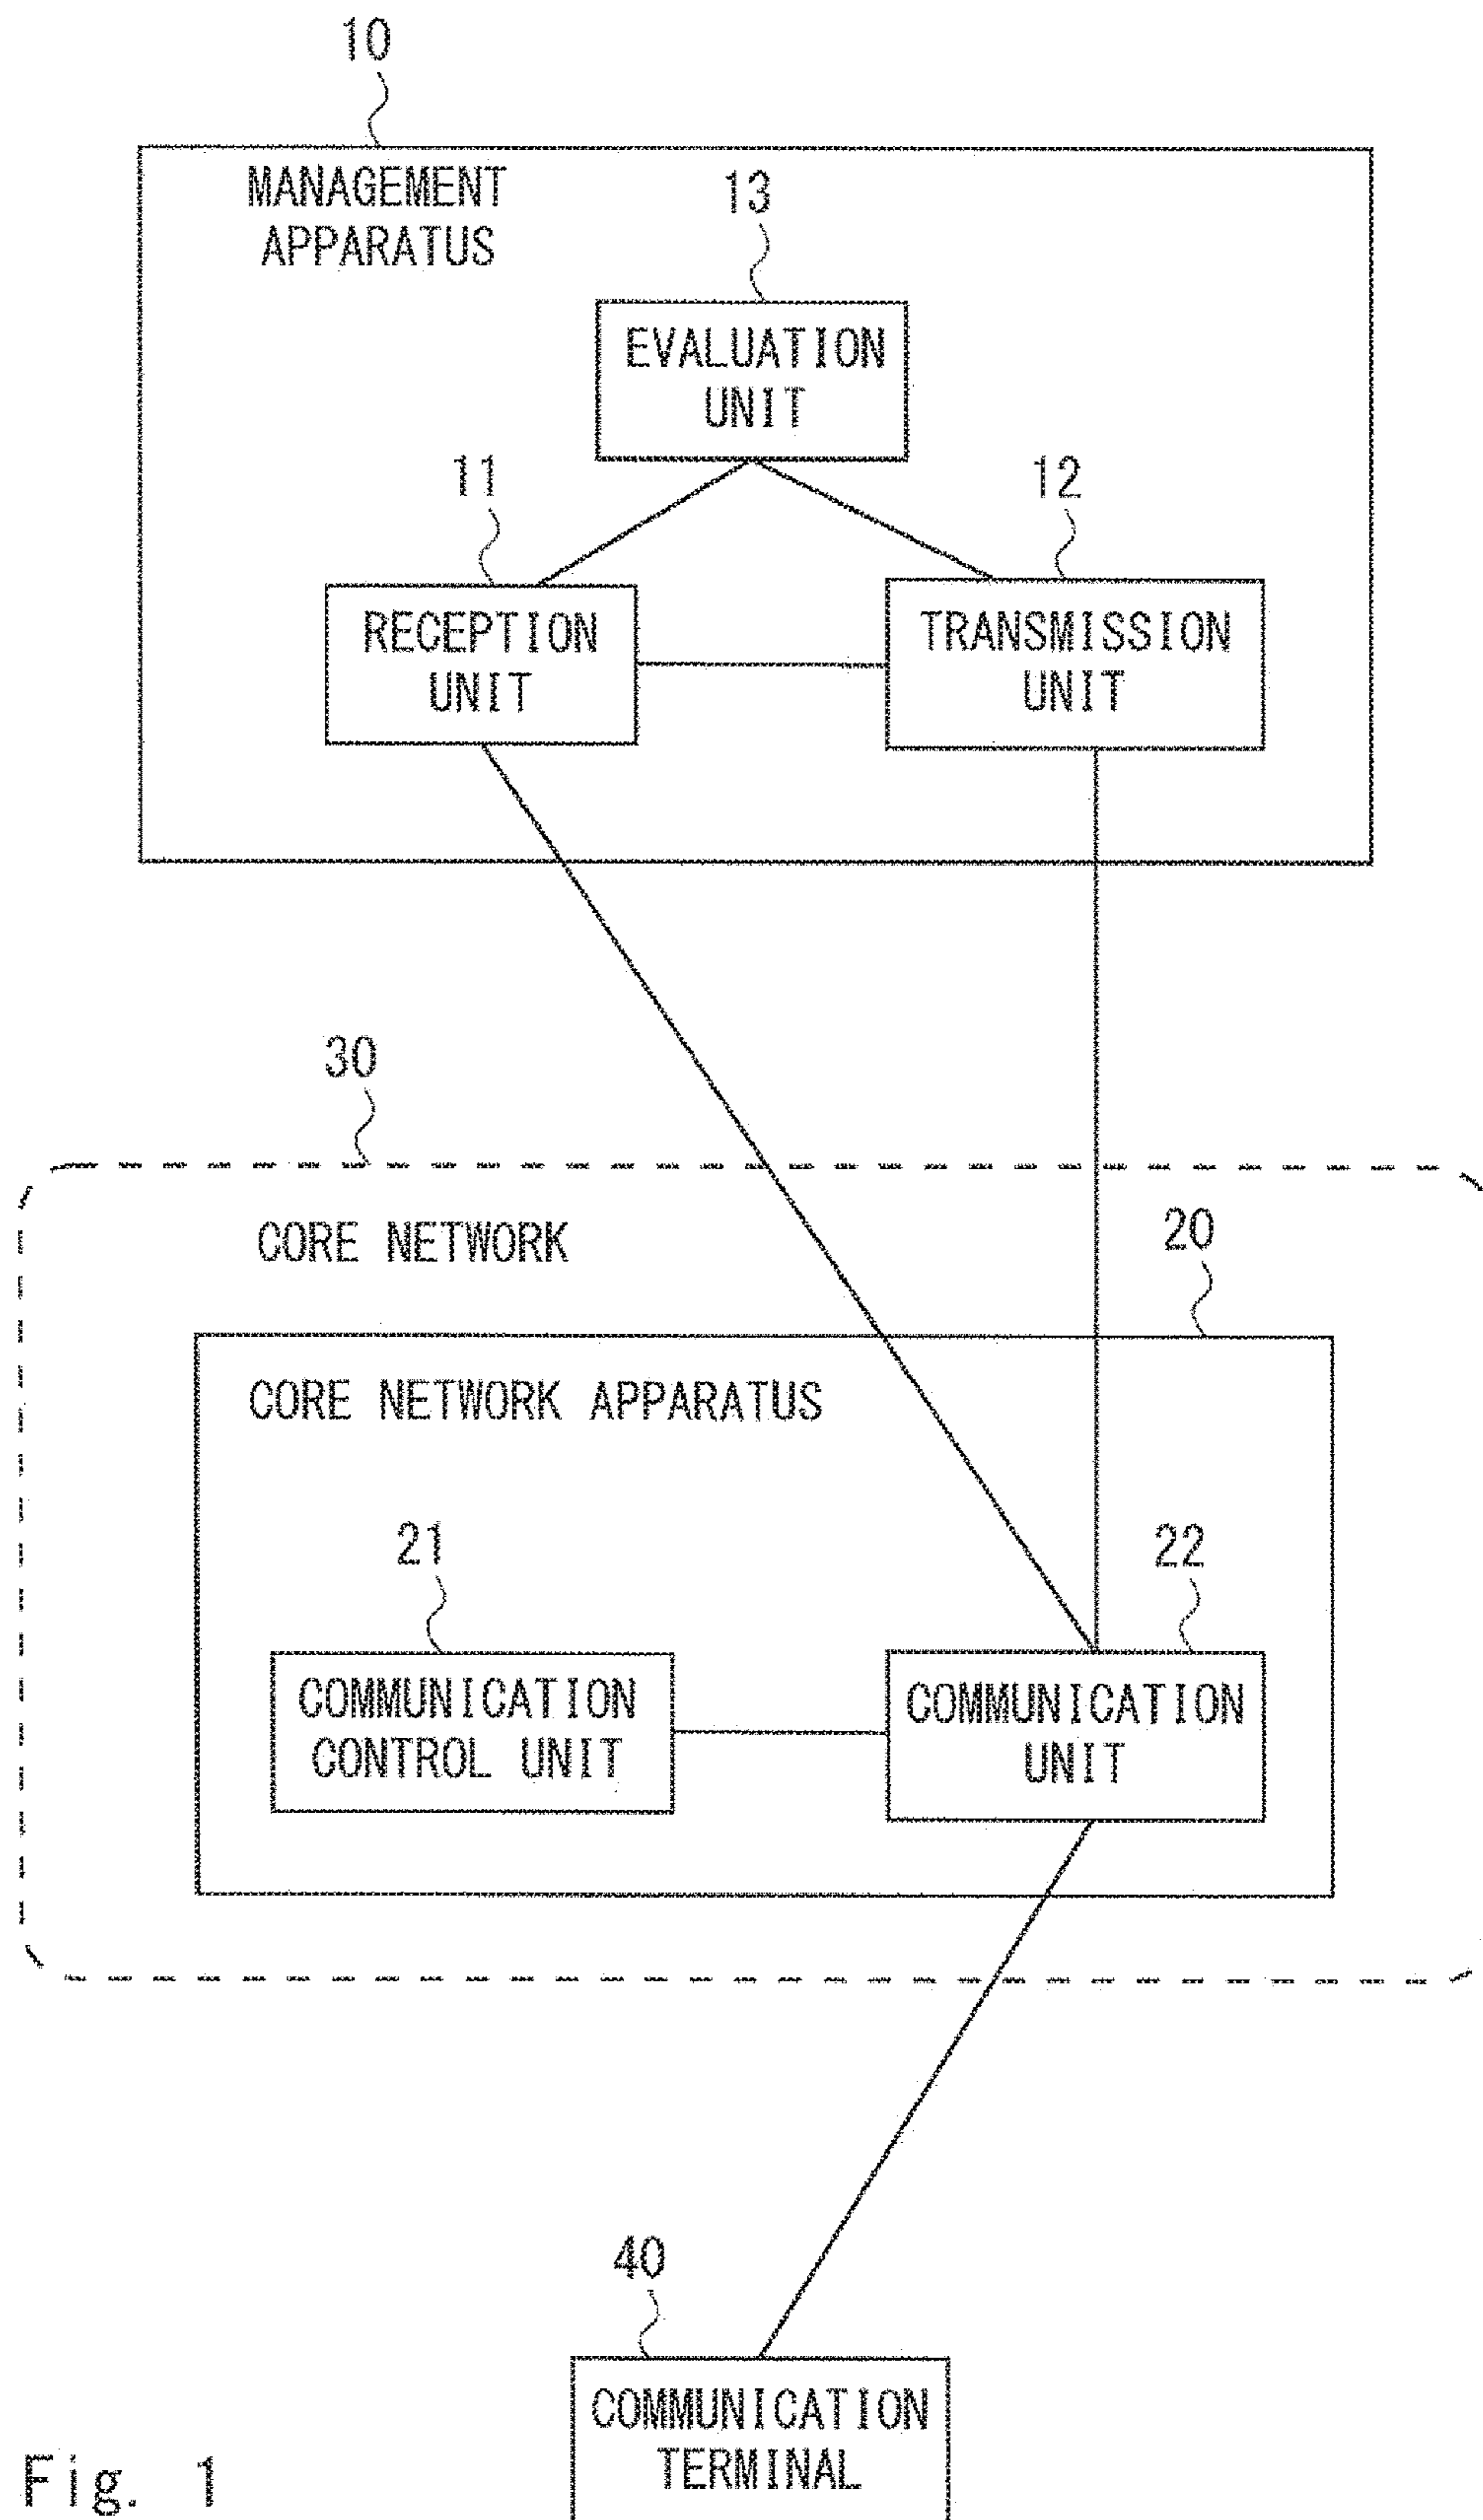 10
MANAGEMENT
APPARATUS
13
EVALUATION
UNIT
11
12
RECEPTION
UNIT
TRANSMISSION
UNIT
30
CORE NETWORK
20
CORE NETWORK APPARATUS
21
22
COMMUNICATION
CONTROL UNIT
COMMUNICATION
UNIT
40
COMMUNICATION
TERMINAL
Fig. 1